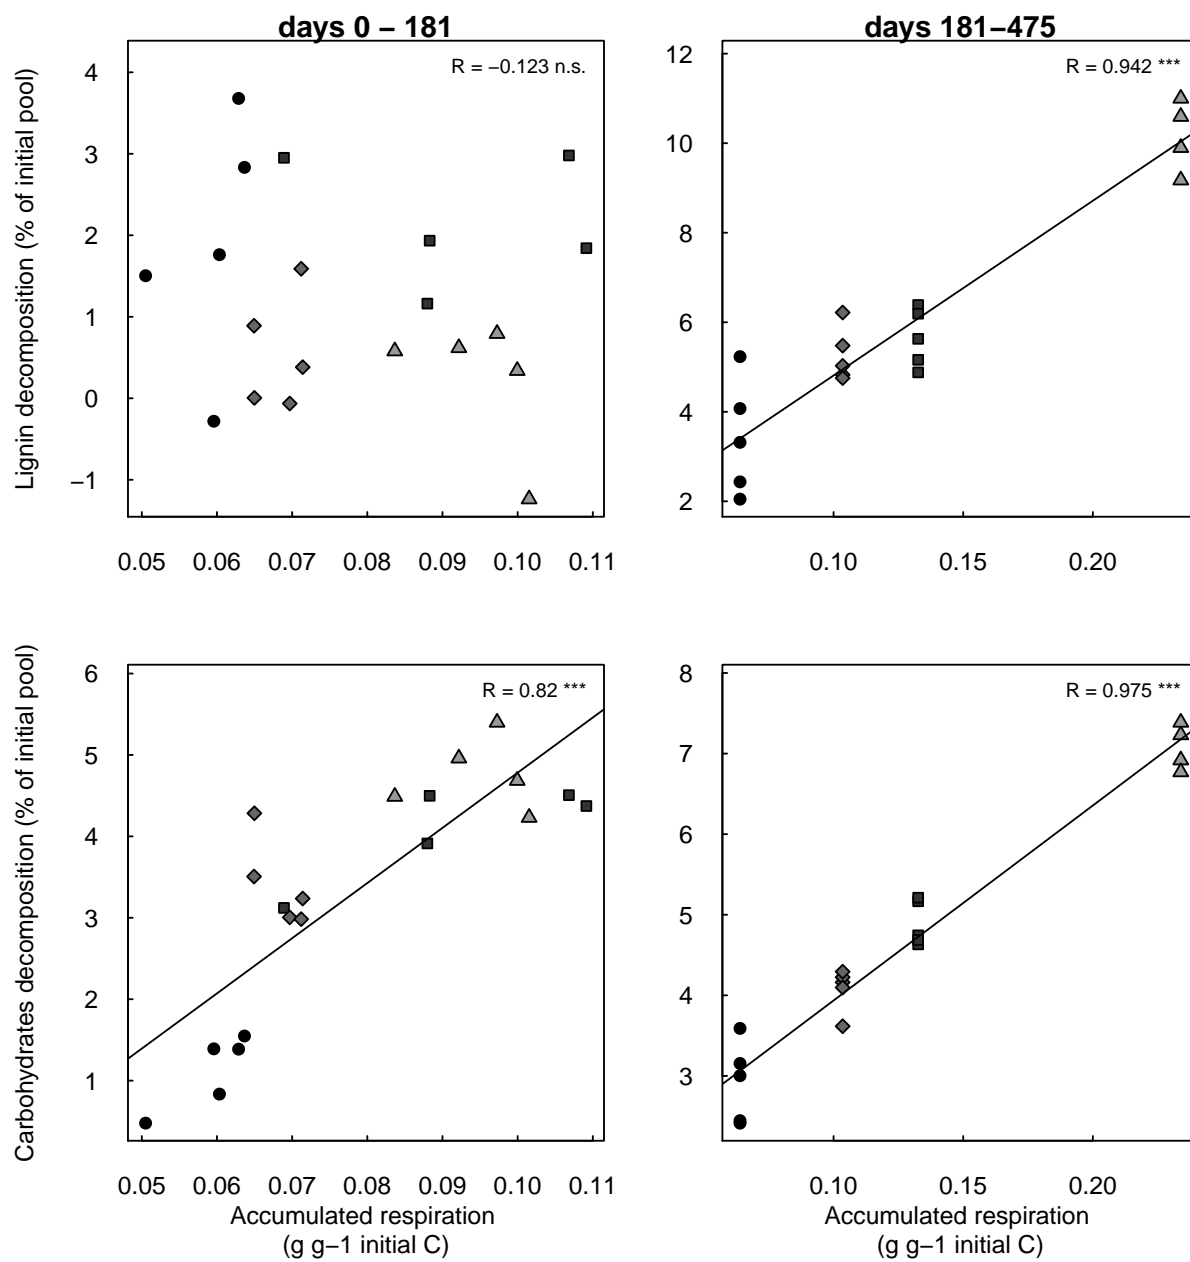 days 0 − 181
days 181−475
Lignin decomposition (% of initial pool)
R = −0.123 n.s.
4
3
2
1
0
−1
0.05 0.06 0.07 0.08 0.09 0.10 0.11
R = 0.942 ***
12
10
8
6
4
2
0.10 0.15 0.20
Carbohydrates decomposition (% of initial pool)
R = 0.82 ***
6
5
4
3
2
1
0.05 0.06 0.07 0.08 0.09 0.10 0.11
Accumulated respiration
(g g−1 initial C)
R = 0.975 ***
8
7
6
5
4
3
0.10 0.15 0.20
Accumulated respiration
(g g−1 initial C)